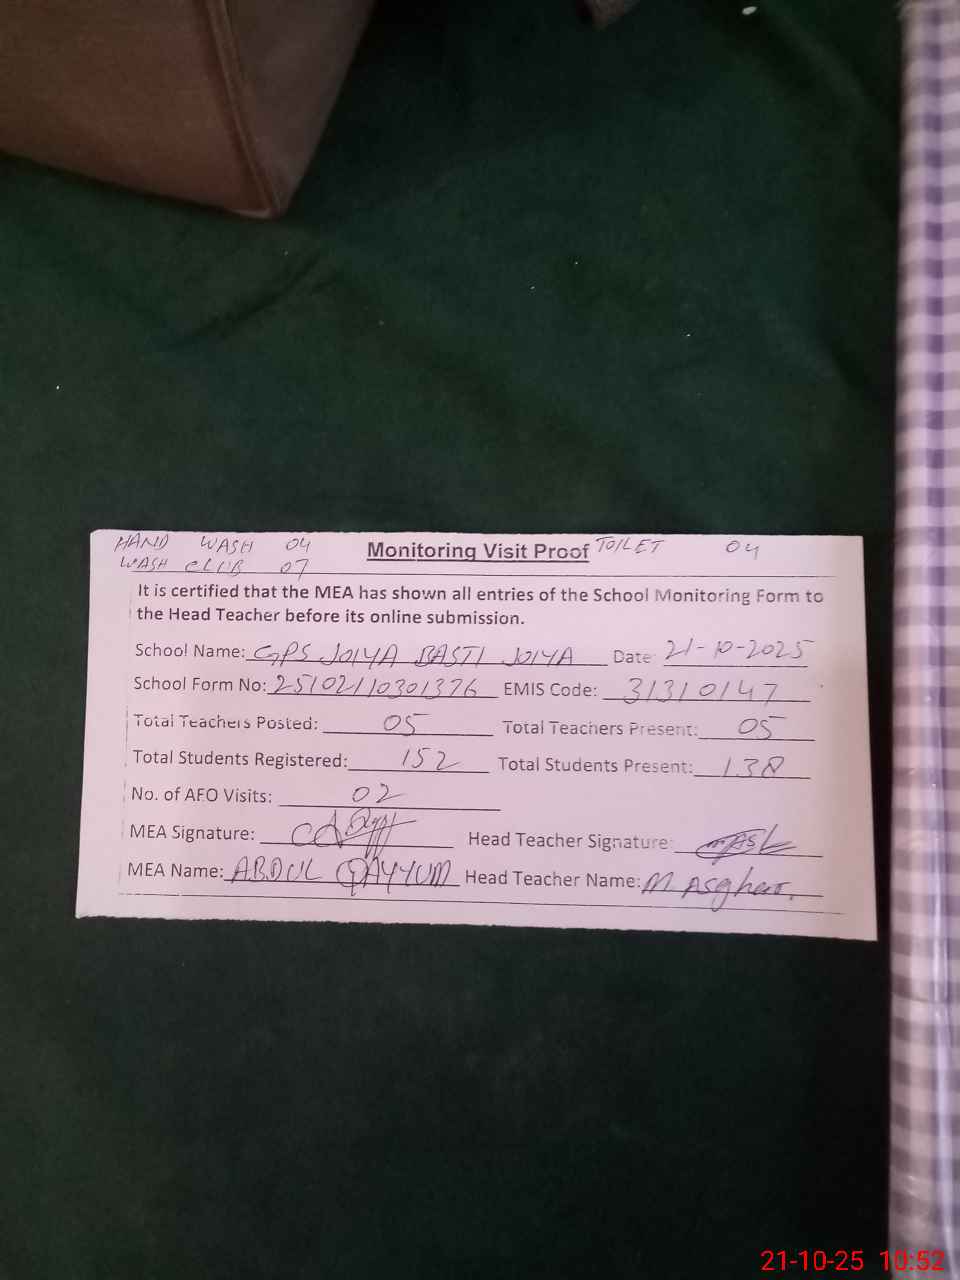 HAND WASH 04 Monitoring Visit Proof TOILET 04
WASH CLUB 07
It is certified that the MEA has shown all entries of the School Monitoring Form to
the Head Teacher before its online submission.
School Name: GPS JOIYA BASTI JOIYA Date: 21-10-2025
School Form No: 25102110301376 EMIS Code: 31310147
Total Teachers Posted: 05 Total Teachers Present: 05
Total Students Registered: 152 Total Students Present: 138
No. of AEO Visits: 02
MEA Signature: Head Teacher Signature:
MEA Name: ABDUL QAYYUM Head Teacher Name: M Asghar.
21-10-25 10:52